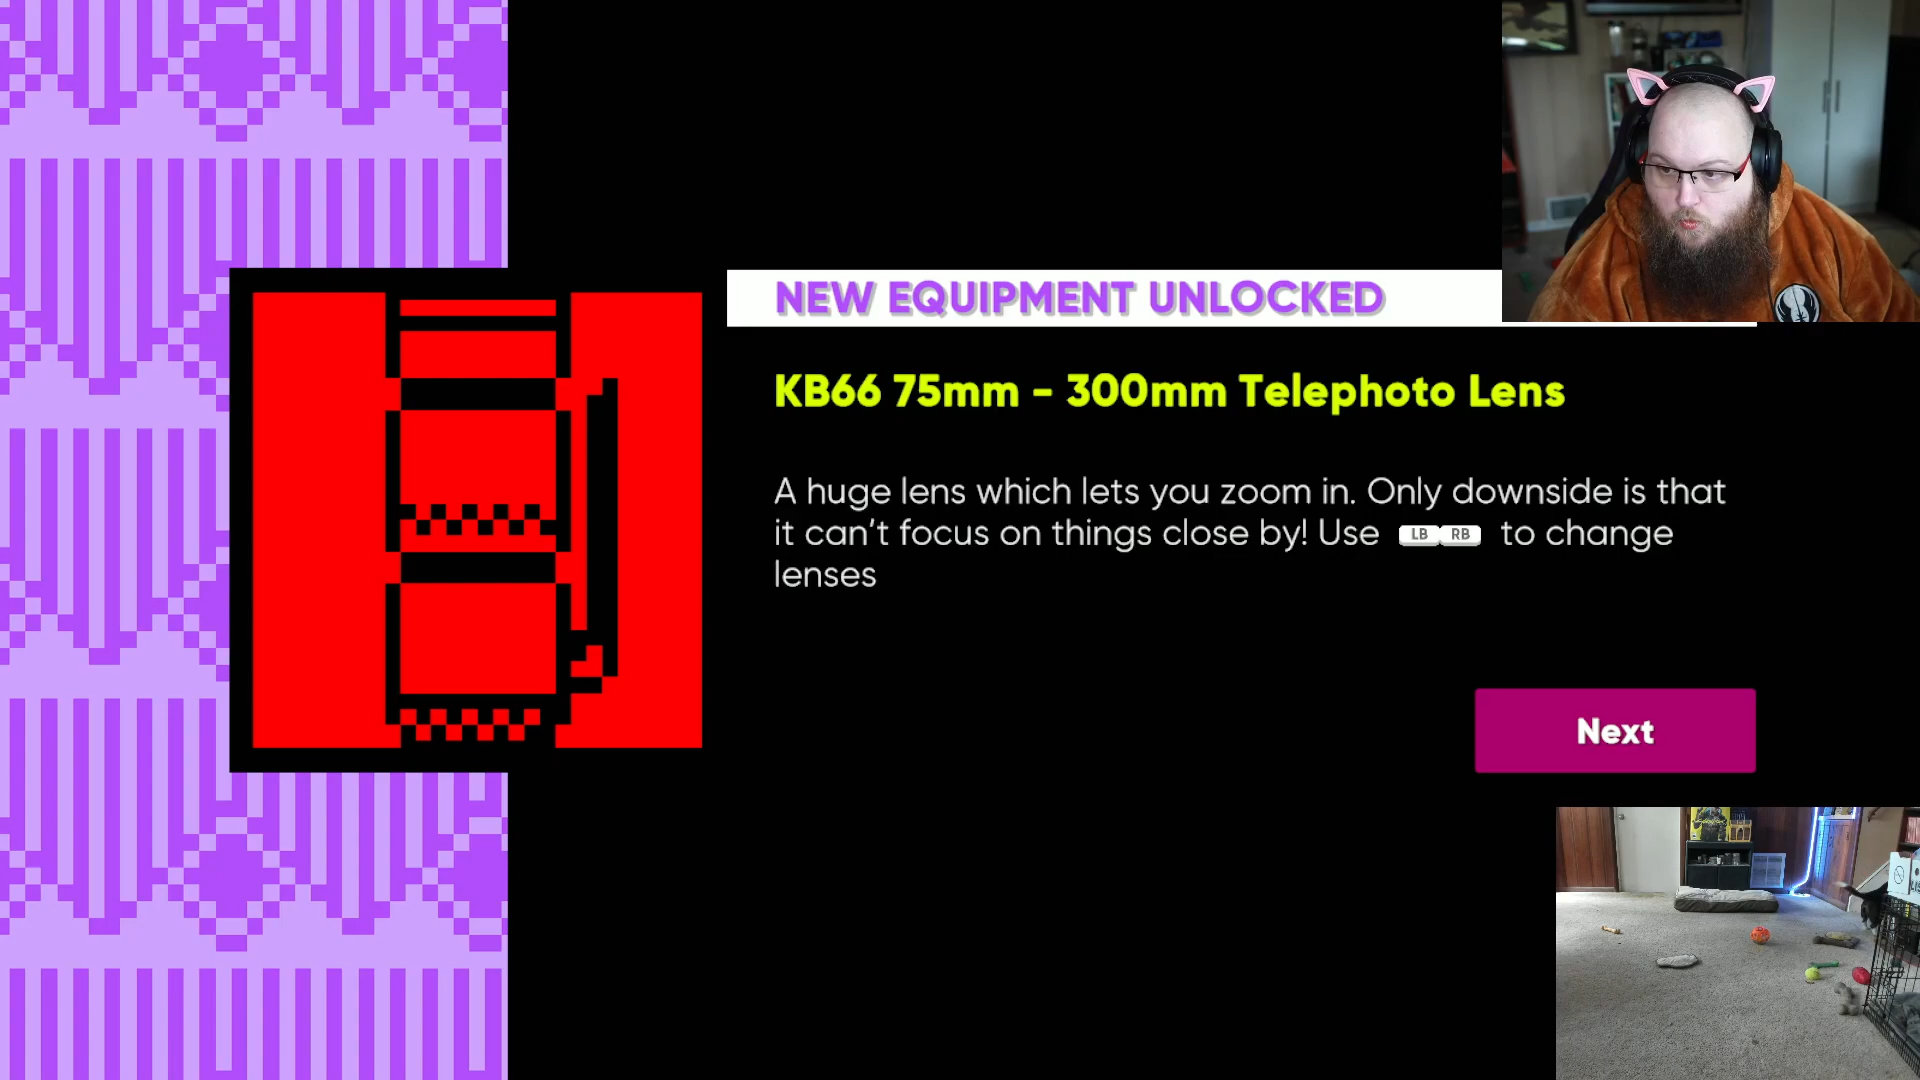 NEW EQUIPMENT UNLOCKED
KB66 75mm - 300mm Telephoto Lens
A huge lens which lets you zoom in. Only downside is that
it can't focus on things close by! Use LB RB to change
lenses
Next